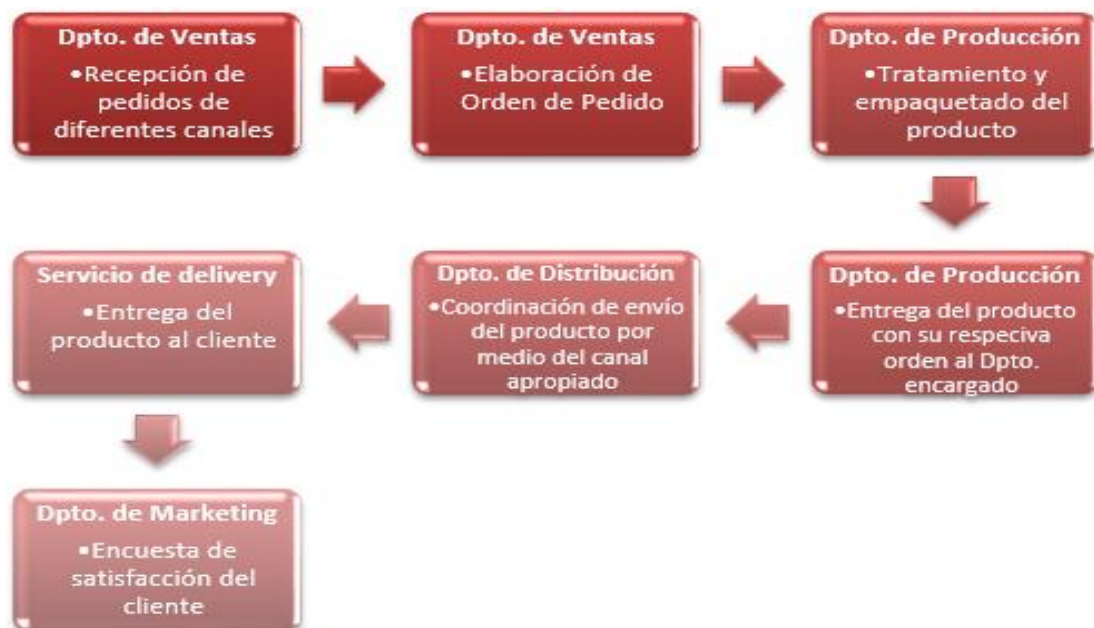 Dpto. de Ventas
•Recepción de
pedidos de
diferentes canales
Dpto. de Ventas
•Elaboración de
Orden de Pedido
Dpto. de Producción
•Tratamiento y
empaquetado del
producto
Dpto. de Producción
•Entrega del producto
con su respeciva
orden al Dpto.
encargado
Dpto. de Distribución
•Coordinación de envío
del producto por
medio del canal
apropiado
Servicio de delivery
•Entrega del
producto al cliente
Dpto. de Marketing
•Encuesta de
satisfacción del
cliente